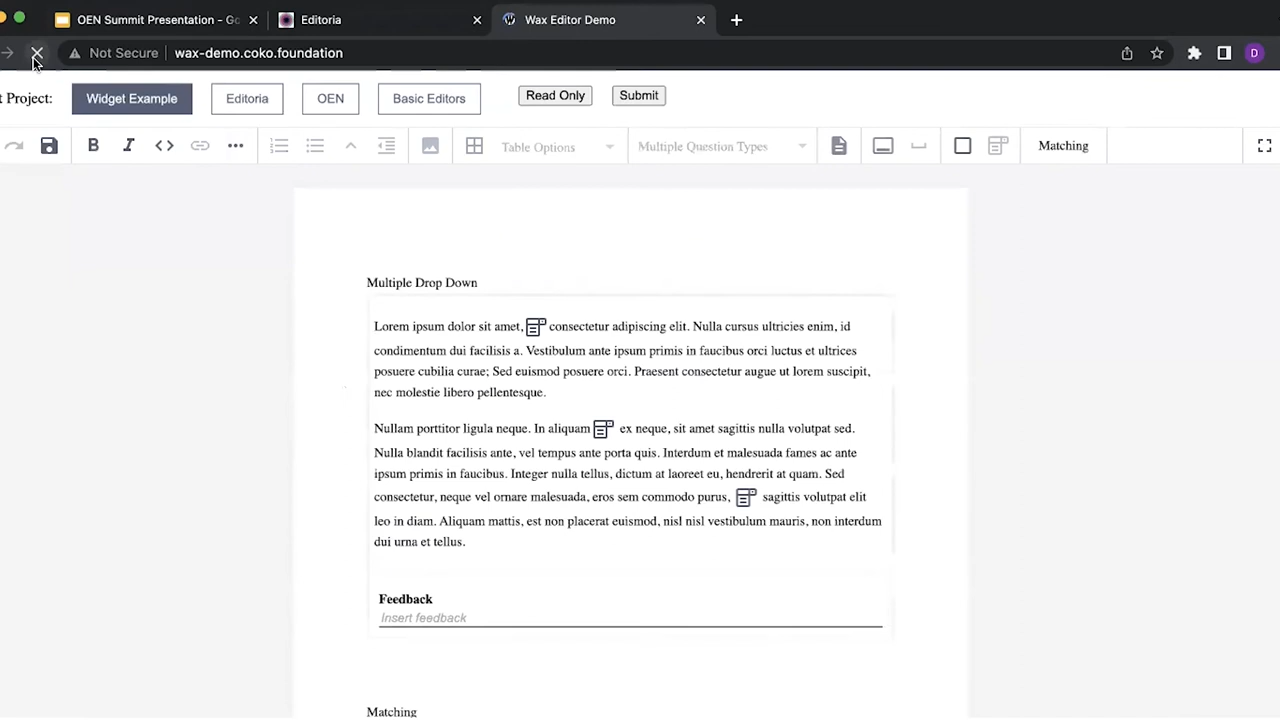 OEN Summit Presentation - Go
Editoria
Wax Editor Demo
Not Secure
wax-demo.coko.foundation
D
t Project:
Widget Example
Editoria
OEN
Basic Editors
Read Only
Submit
B I
Table Options
Multiple Question Types
Matching
Multiple Drop Down
Lorem ipsum dolor sit amet, consectetur adipiscing elit. Nulla cursus ultricies enim, id
condimentum dui facilisis a. Vestibulum ante ipsum primis in faucibus orci luctus et ultrices
posuere cubilia curae; Sed euismod posuere orci. Praesent consectetur augue ut lorem suscipit,
nec molestie libero pellentesque.
Nullam porttitor ligula neque. In aliquam ex neque, sit amet sagittis nulla volutpat sed.
Nulla blandit facilisis ante, vel tempus ante porta quis. Interdum et malesuada fames ac ante
ipsum primis in faucibus. Integer nulla tellus, dictum at laoreet eu, hendrerit at quam. Sed
consectetur, neque vel ornare malesuada, eros sem commodo purus, sagittis volutpat elit
leo in diam. Aliquam mattis, est non placerat euismod, nisl nisl vestibulum mauris, non interdum
dui urna et tellus.
Feedback
Insert feedback
Matching